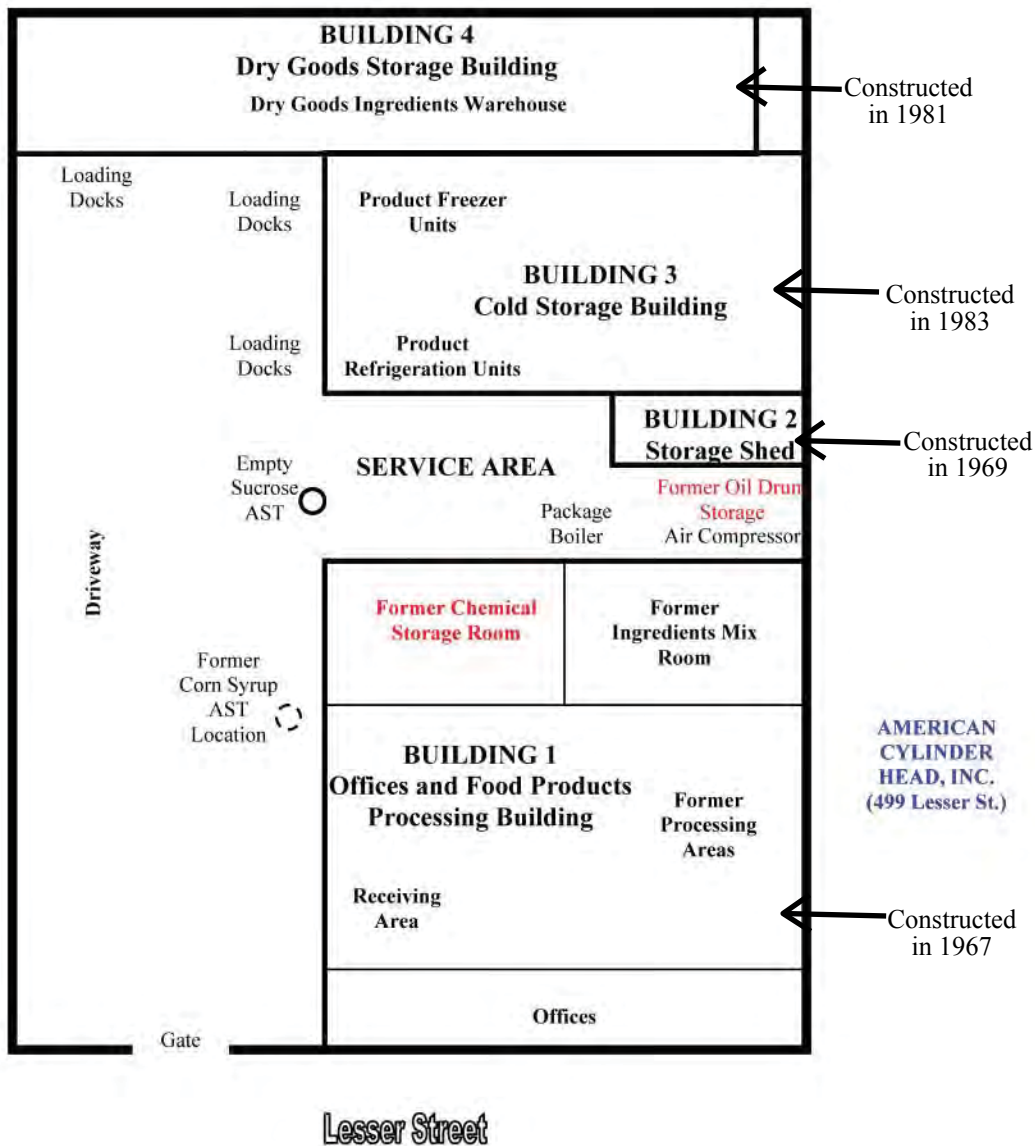 BUILDING 4
Dry Goods Storage Building
Dry Goods Ingredients Warehouse
Constructed
in 1981
Loading
Docks
Loading
Docks
Product Freezer
Units
BUILDING 3
Cold Storage Building
Constructed
in 1983
Loading
Docks
Product
Refrigeration Units
BUILDING 2
Storage Shed
Constructed
in 1969
Empty
Sucrose
AST
SERVICE AREA
Former Oil Drum
Storage
Air Compressor
Package
Boiler
Driveway
Former Chemical
Storage Room
Former
Ingredients Mix
Room
Former
Corn Syrup
AST
Location
BUILDING 1
Offices and Food Products
Processing Building
Former
Processing
Areas
AMERICAN
CYLINDER
HEAD, INC.
(499 Lesser St.)
Receiving
Area
Constructed
in 1967
Offices
Gate
Lesser Street